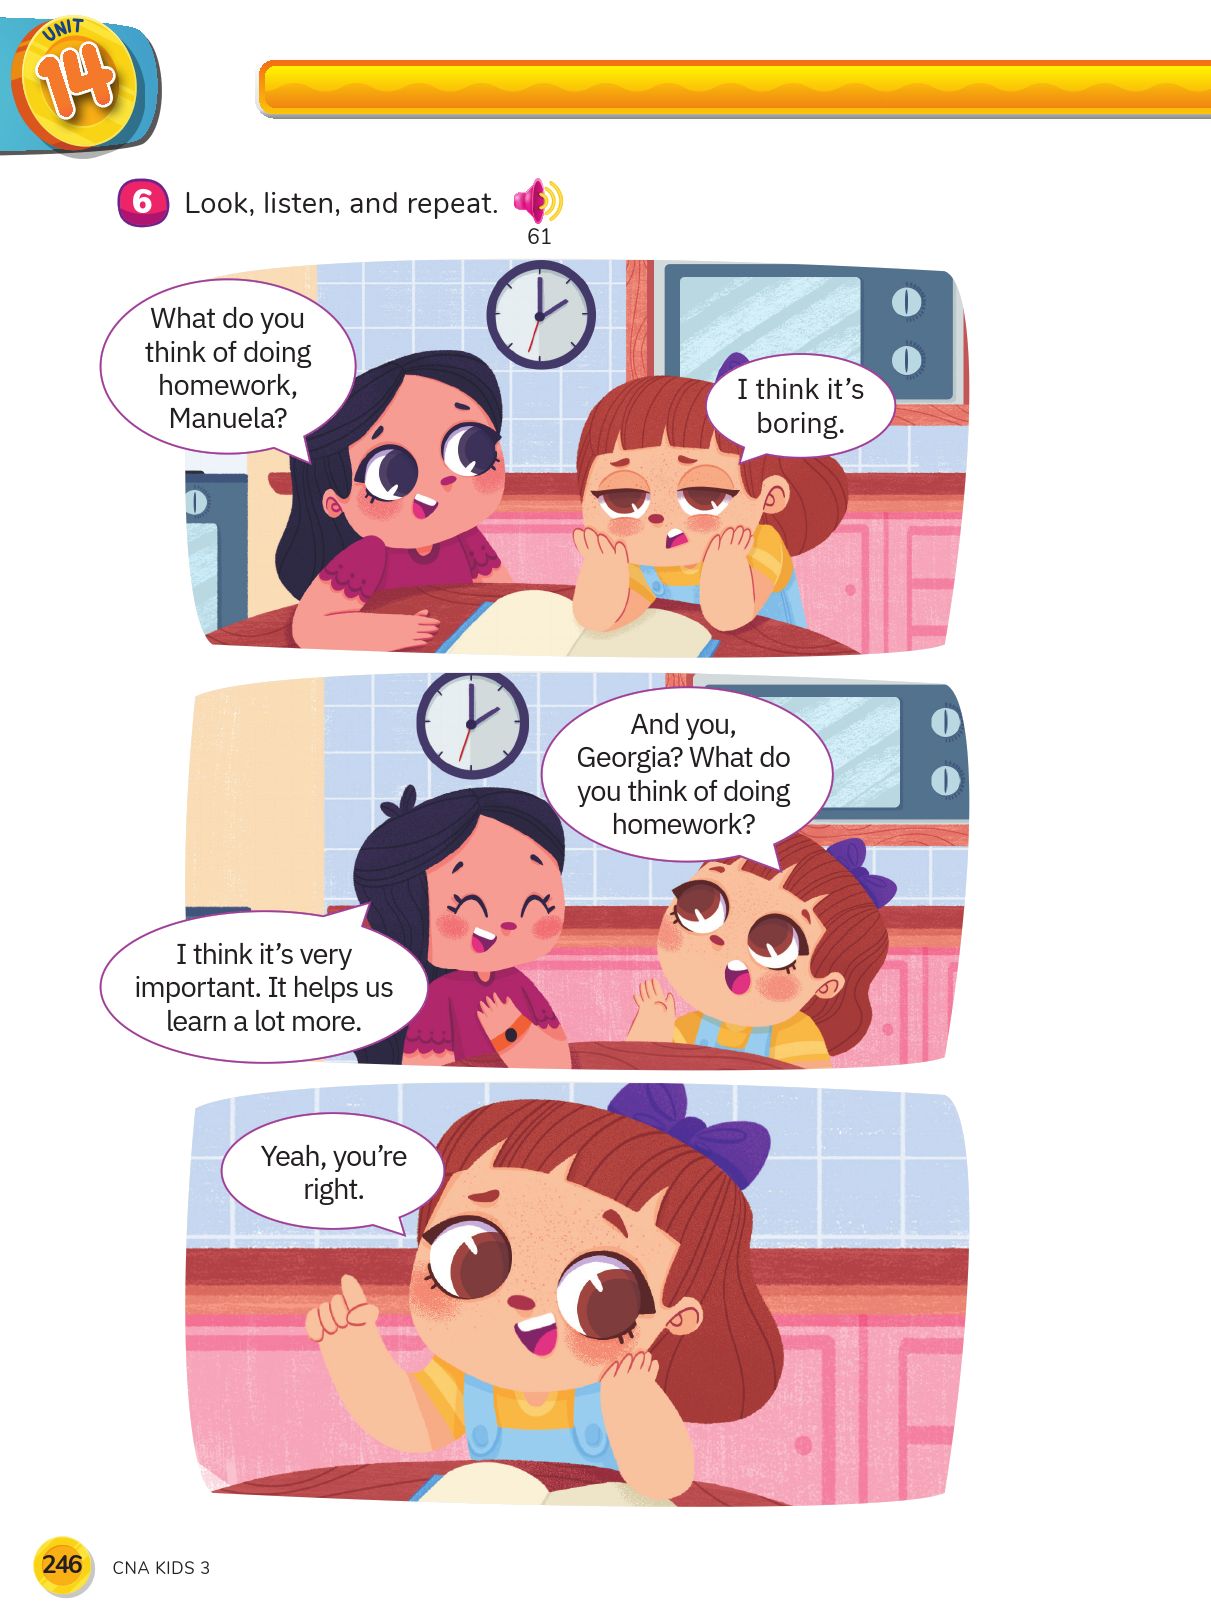 UNIT
14
6 Look, listen, and repeat.
61
What do you
think of doing
homework,
Manuela?
I think it's
boring.
And you,
Georgia? What do
you think of doing
homework?
I think it's very
important. It helps us
learn a lot more.
Yeah, you're
right.
246 CNA KIDS 3